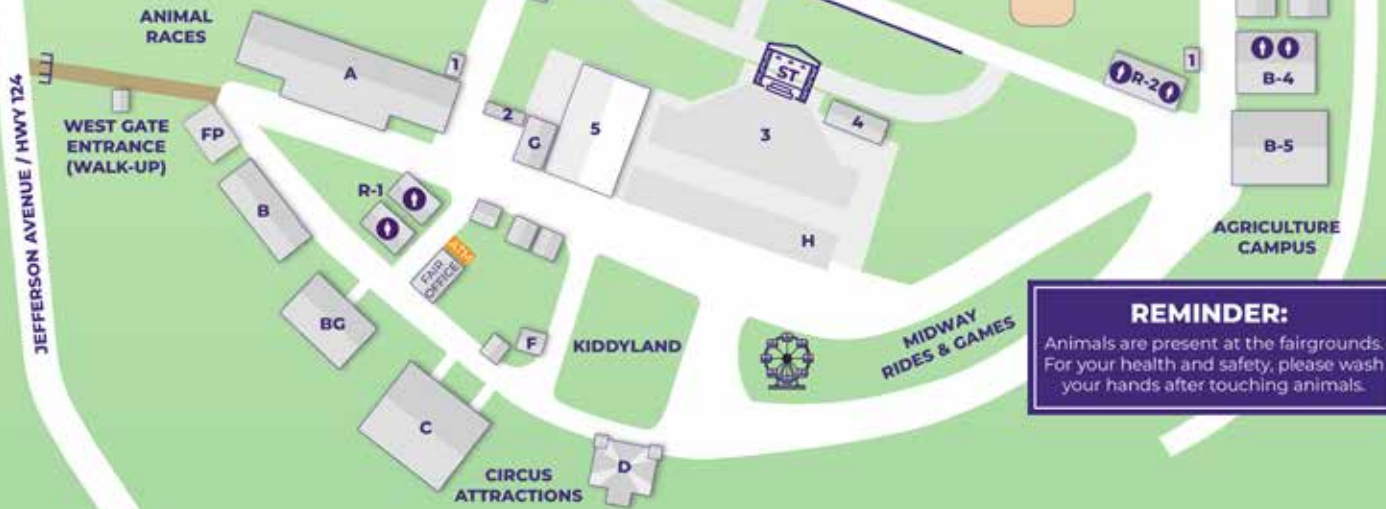 ANIMAL
RACES
A
1
ST
R-2
1
B-4
JEFFERSON AVENUE / HWY 124
WEST GATE
ENTRANCE
(WALK-UP)
FP
2
G
5
3
4
B-5
R-1
B
ATM
FAIR
OFFICE
H
AGRICULTURE
CAMPUS
BG
F
KIDDYLAND
MIDWAY
RIDES & GAMES
REMINDER:
Animals are present at the fairgrounds.
For your health and safety, please wash
your hands after touching animals.
C
CIRCUS
ATTRACTIONS
D